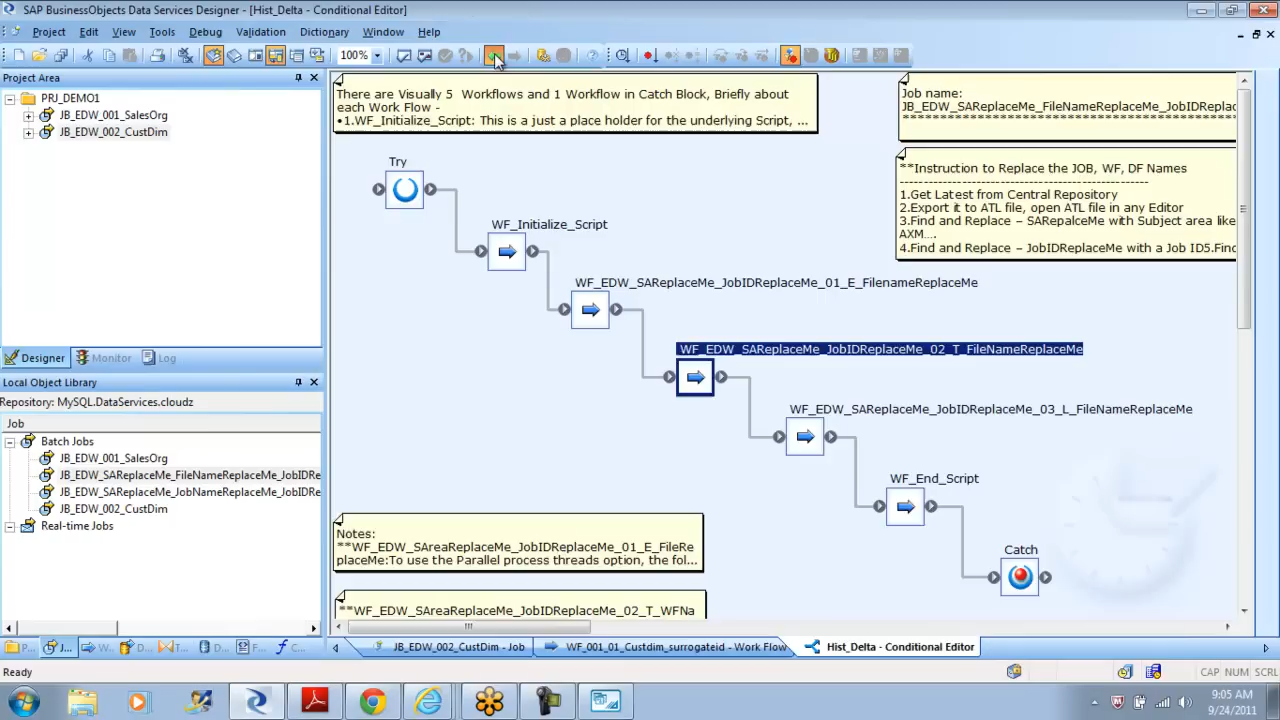 SAP BusinessObjects Data Services Designer - [Hist_Delta - Conditional Editor]
Project Edit View Tools Debug Validation Dictionary Window Help
100%
Project Area
PRJ_DEMO1
JB_EDW_001_SalesOrg
JB_EDW_002_CustDim
Designer Monitor Log
Local Object Library
Repository: MySQL.DataServices.cloudz
Job
Batch Jobs
JB_EDW_001_SalesOrg
JB_EDW_SAReplaceMe_FileNameReplaceMe_JobIDRe
JB_EDW_SAReplaceMe_JobNameReplaceMe_JobIDRe
JB_EDW_002_CustDim
Real-time Jobs
P... J... W... D... T... D... F... C...
There are Visually 5 Workflows and 1 Workflow in Catch Block, Briefly about
each Work Flow -
•1.WF_Initialize_Script: This is a just a place holder for the underlying Script, ...
Job name:
JB_EDW_SAReplaceMe_FileNameReplaceMe_JobIDReplac
**Instruction to Replace the JOB, WF, DF Names
1.Get Latest from Central Repository
2.Export it to ATL file, open ATL file in any Editor
3.Find and Replace – SARepalceMe with Subject area like
AXM....
4.Find and Replace – JobIDReplaceMe with a Job ID5.Find
Try
WF_Initialize_Script
WF_EDW_SAReplaceMe_JobIDReplaceMe_01_E_FilenameReplaceMe
WF_EDW_SAReplaceMe_JobIDReplaceMe_02_T_FileNameReplaceMe
WF_EDW_SAReplaceMe_JobIDReplaceMe_03_L_FileNameReplaceMe
WF_End_Script
Catch
Notes:
**WF_EDW_SAreaReplaceMe_JobIDReplaceMe_01_E_FileRe
placeMe:To use the Parallel process threads option, the fol...
**WF_EDW_SAreaReplaceMe_JobIDReplaceMe_02_T_WFNa
JB_EDW_002_CustDim - Job WF_001_01_Custdim_surrogateid - Work Flow Hist_Delta - Conditional Editor
Ready
CAP NUM SCRL
9:05 AM
9/24/2011